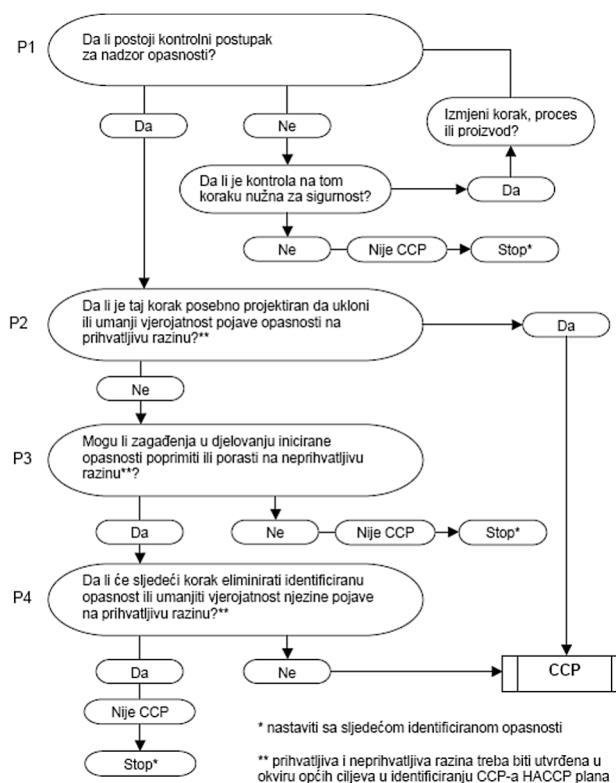 P1
Da li postoji kontrolni postupak
za nadzor opasnosti?
Izmjeni korak, proces
ili proizvod?
Da
Ne
Da li je kontrola na tom
koraku nužna za sigurnost?
Da
Ne
Nije CCP
Stop*
P2
Da li je taj korak posebno projektiran da ukloni
ili umanji vjerojatnost pojave opasnosti na
prihvatljivu razinu?**
Da
Ne
P3
Mogu li zagađenja u djelovanju inicirane
opasnosti poprimiti ili porasti na neprihvatljivu
razinu**?
Da
Ne
Nije CCP
Stop*
P4
Da li će sljedeći korak eliminirati identificiranu
opasnost ili umanjiti vjerojatnost njezine pojave
na prihvatljivu razinu?**
Da
Ne
CCP
Nije CCP
Stop*
* nastaviti sa sljedećom identificiranom opasnosti
** prihvatljiva i neprihvatljiva razina treba biti utvrđena u
okviru općih ciljeva u identificiranju CCP-a HACCP plana